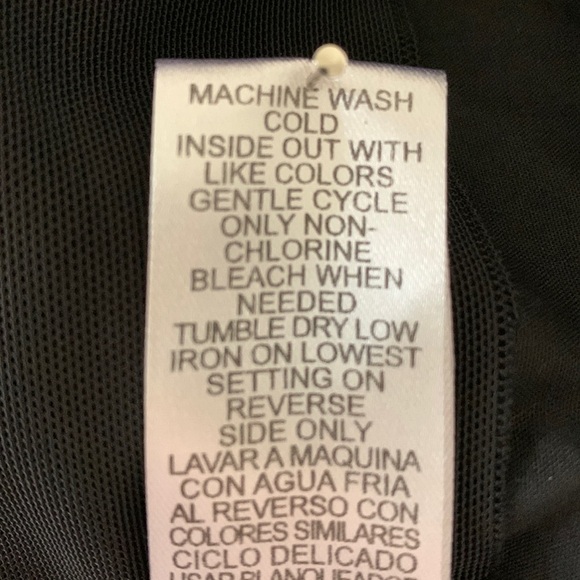 MACHINE WASH
COLD
INSIDE OUT WITH
LIKE COLORS
GENTLE CYCLE
ONLY NON-
CHLORINE
BLEACH WHEN
NEEDED
TUMBLE DRY LOW
IRON ON LOWEST
SETTING ON
REVERSE
SIDE ONLY
LAVAR A MAQUINA
CON AGUA FRIA
AL REVERSO CON
COLORES SIMILARES
CICLO DELICADO
USAR BLANQUEADOR